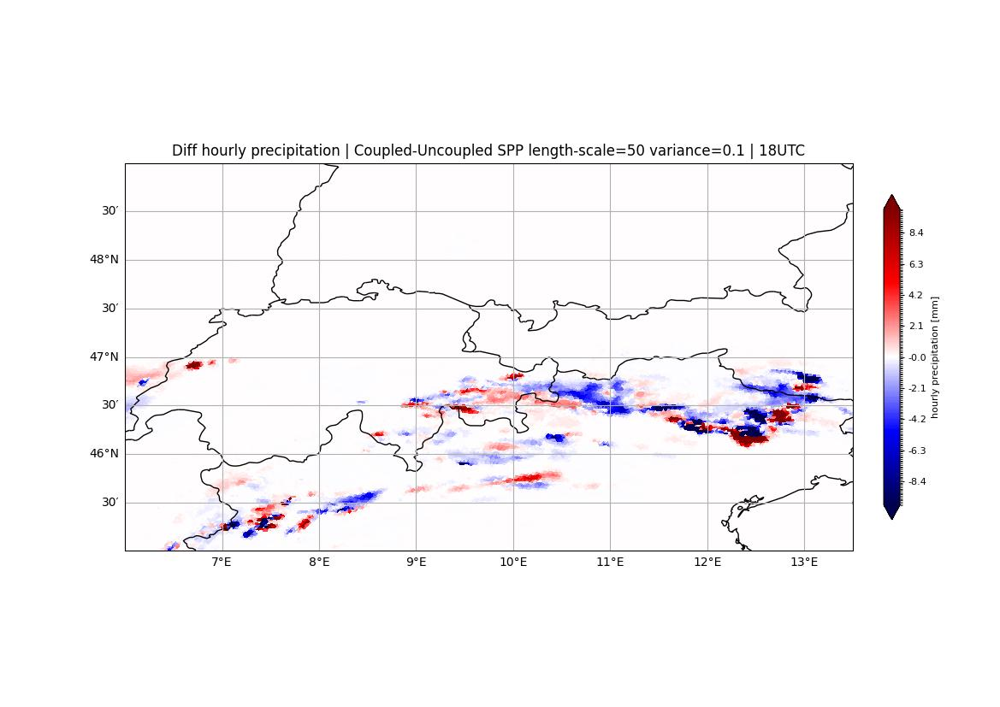 Diff hourly precipitation | Coupled-Uncoupled SPP length-scale=50 variance=0.1 | 18UTC
30′
48°N
30′
47°N
30′
46°N
30′
7°E 8°E 9°E 10°E 11°E 12°E 13°E
8.4
6.3
4.2
2.1
-0.0
-2.1
-4.2
-6.3
-8.4
hourly precipitation [mm]